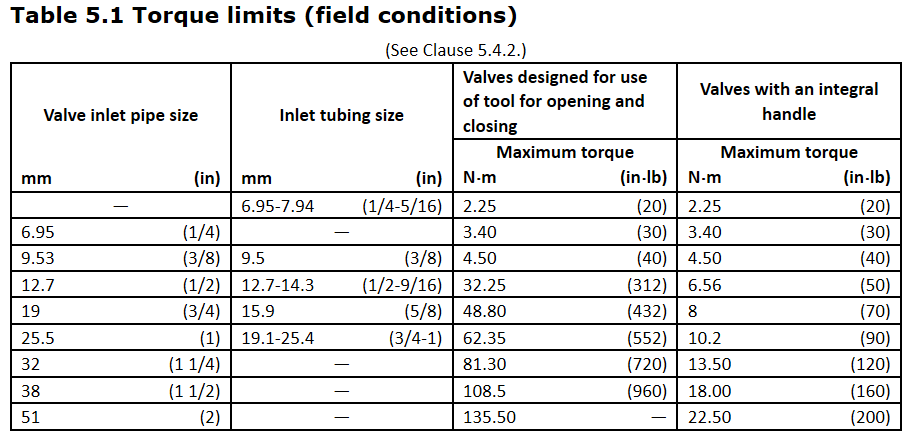 Table 5.1 Torque limits (field conditions)
(See Clause 5.4.2.)
Valve inlet pipe size Inlet tubing size Valves designed for use of tool for opening and closing Valves with an integral handle
Maximum torque Maximum torque
mm (in) mm (in) N·m (in·lb) N·m (in·lb)
— 6.95-7.94 (1/4-5/16) 2.25 (20) 2.25 (20)
6.95 (1/4) — 3.40 (30) 3.40 (30)
9.53 (3/8) 9.5 (3/8) 4.50 (40) 4.50 (40)
12.7 (1/2) 12.7-14.3 (1/2-9/16) 32.25 (312) 6.56 (50)
19 (3/4) 15.9 (5/8) 48.80 (432) 8 (70)
25.5 (1) 19.1-25.4 (3/4-1) 62.35 (552) 10.2 (90)
32 (1 1/4) — 81.30 (720) 13.50 (120)
38 (1 1/2) — 108.5 (960) 18.00 (160)
51 (2) — 135.50 — 22.50 (200)